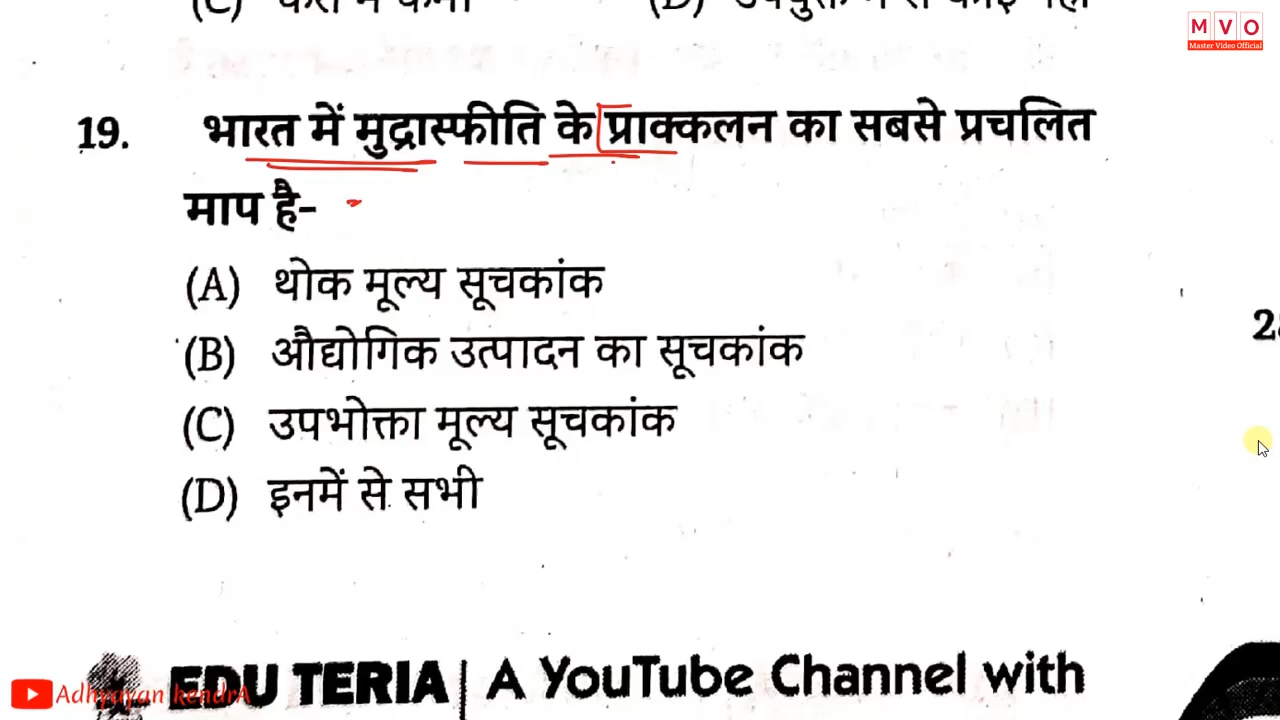 M V O
Master Video Official
19. भारत में मुद्रास्फीति के प्राक्कलन का सबसे प्रचलित
माप है-
(A) थोक मूल्य सूचकांक
(B) औद्योगिक उत्पादन का सूचकांक
(C) उपभोक्ता मूल्य सूचकांक
(D) इनमें से सभी
EDU TERIA | A YouTube Channel with
Adhyayan kendrA